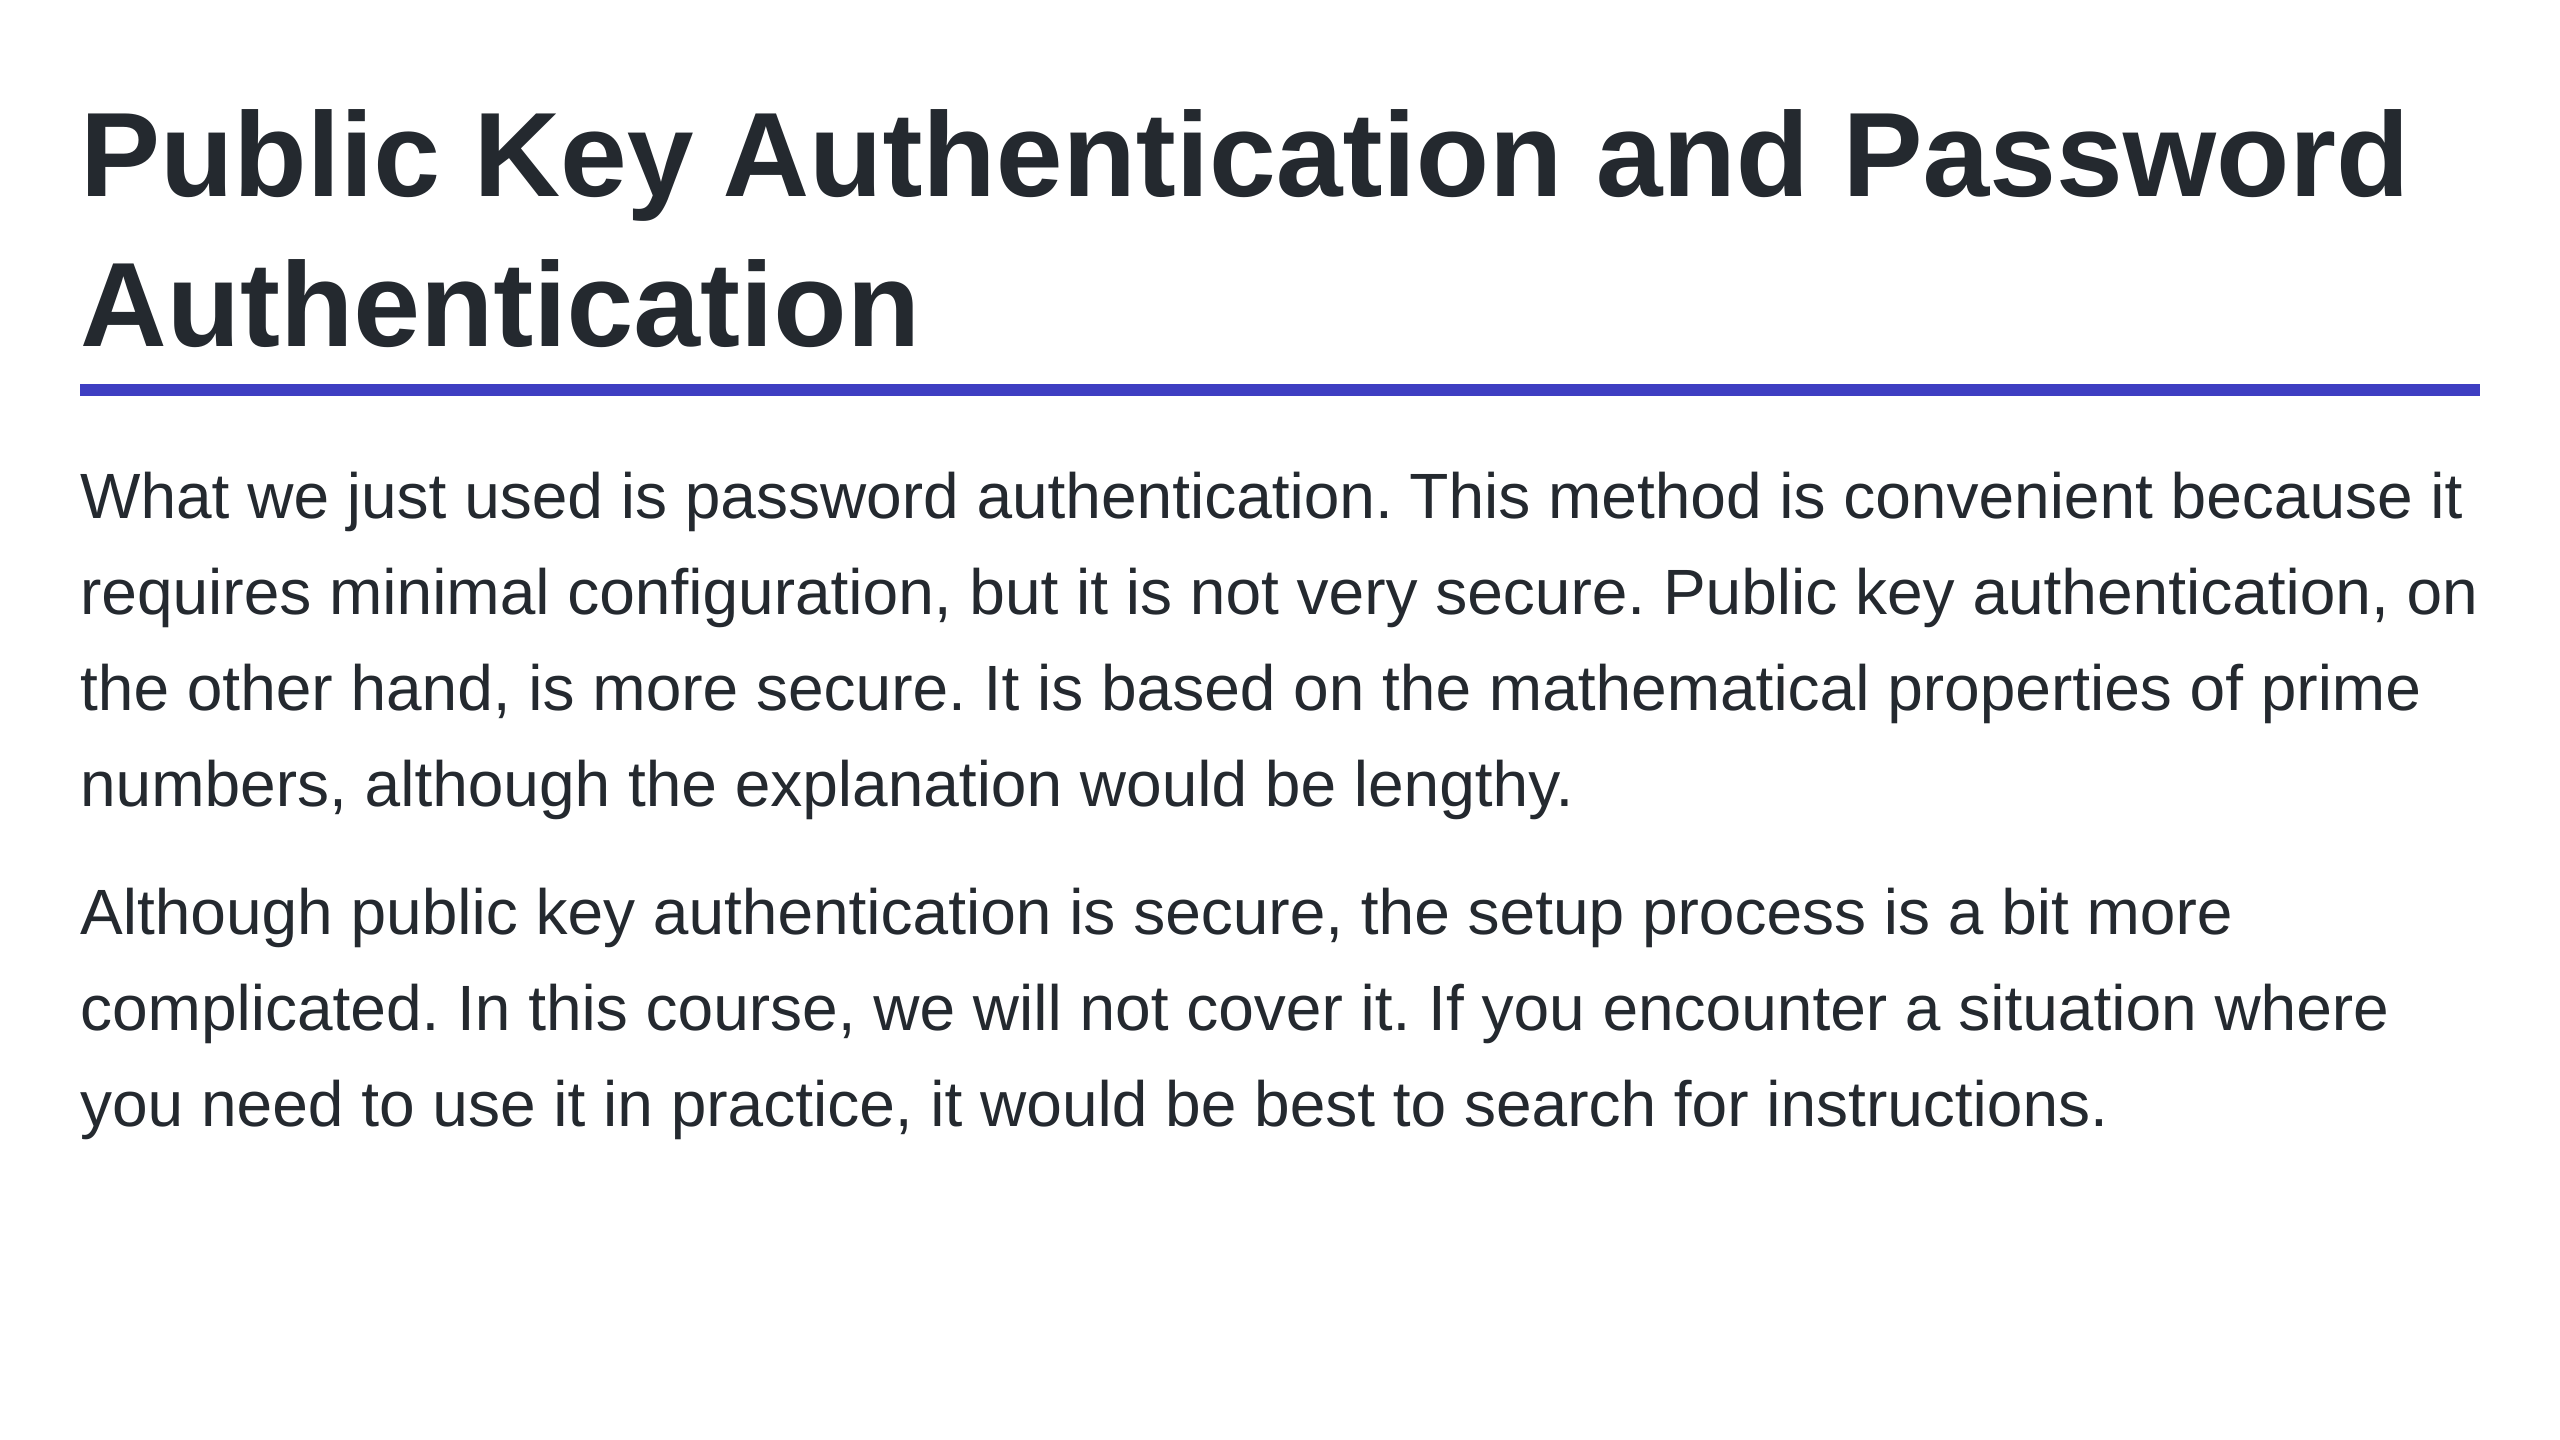 Public Key Authentication and Password
Authentication
What we just used is password authentication. This method is convenient because it
requires minimal configuration, but it is not very secure. Public key authentication, on
the other hand, is more secure. It is based on the mathematical properties of prime
numbers, although the explanation would be lengthy.
Although public key authentication is secure, the setup process is a bit more
complicated. In this course, we will not cover it. If you encounter a situation where
you need to use it in practice, it would be best to search for instructions.